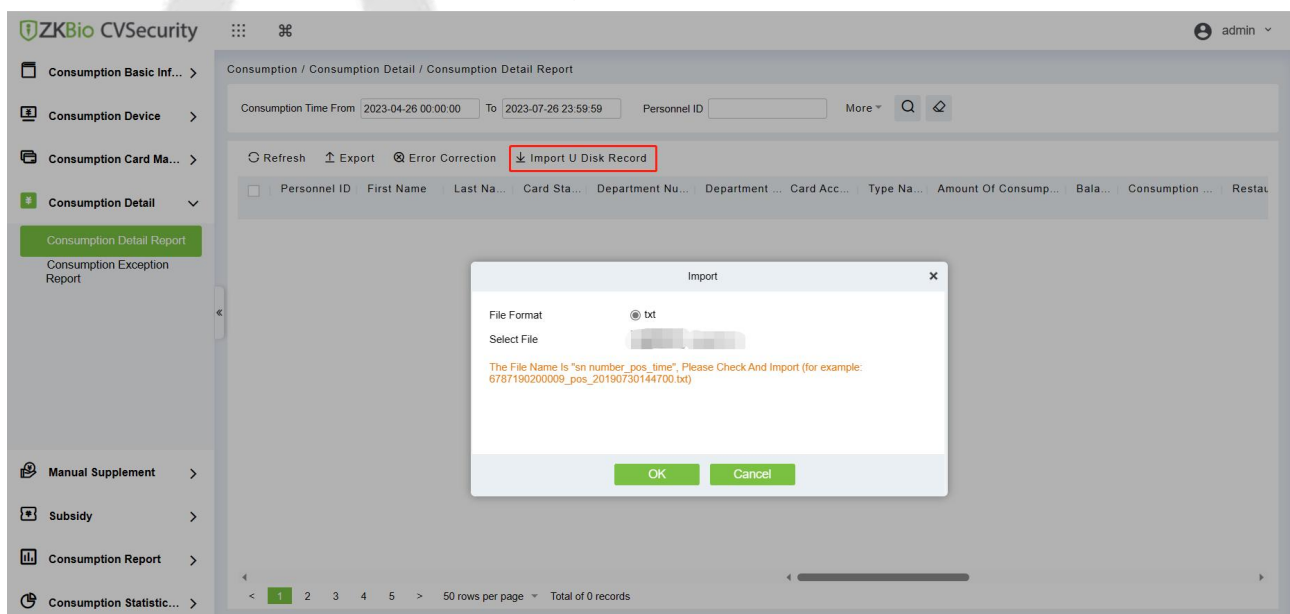 ZKBio CVSecurity
admin
Consumption Basic Inf...
Consumption Device
Consumption Card Ma...
Consumption Detail
Consumption Detail Report
Consumption Exception
Report
Manual Supplement
Subsidy
Consumption Report
Consumption Statistic...
Consumption / Consumption Detail / Consumption Detail Report
Consumption Time From 2023-04-26 00:00:00 To 2023-07-26 23:59:59 Personnel ID More
Refresh Export Error Correction Import U Disk Record
Personnel ID First Name Last Na... Card Sta... Department Nu... Department ... Card Acc... Type Na... Amount Of Consump... Bala... Consumption ... Restau
Import
File Format txt
Select File
The File Name Is "sn number_pos_time", Please Check And Import (for example:
6787190200009_pos_20190730144700.txt)
OK Cancel
< 1 2 3 4 5 > 50 rows per page Total of 0 records